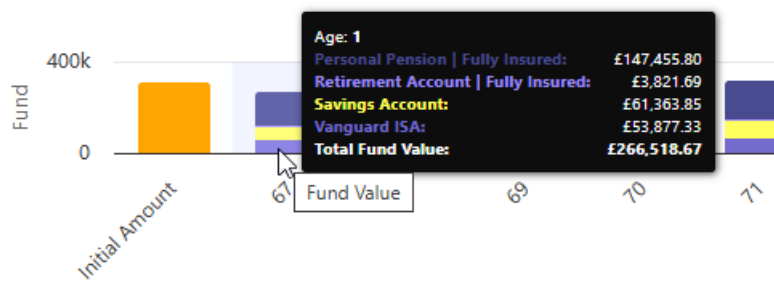 Age: 1
Personal Pension | Fully Insured: £147,455.80
Retirement Account | Fully Insured: £3,821.69
Savings Account: £61,363.85
Vanguard ISA: £53,877.33
Total Fund Value: £266,518.67
400k
Fund
0
Fund Value
Initial Amount
67
69
70
71